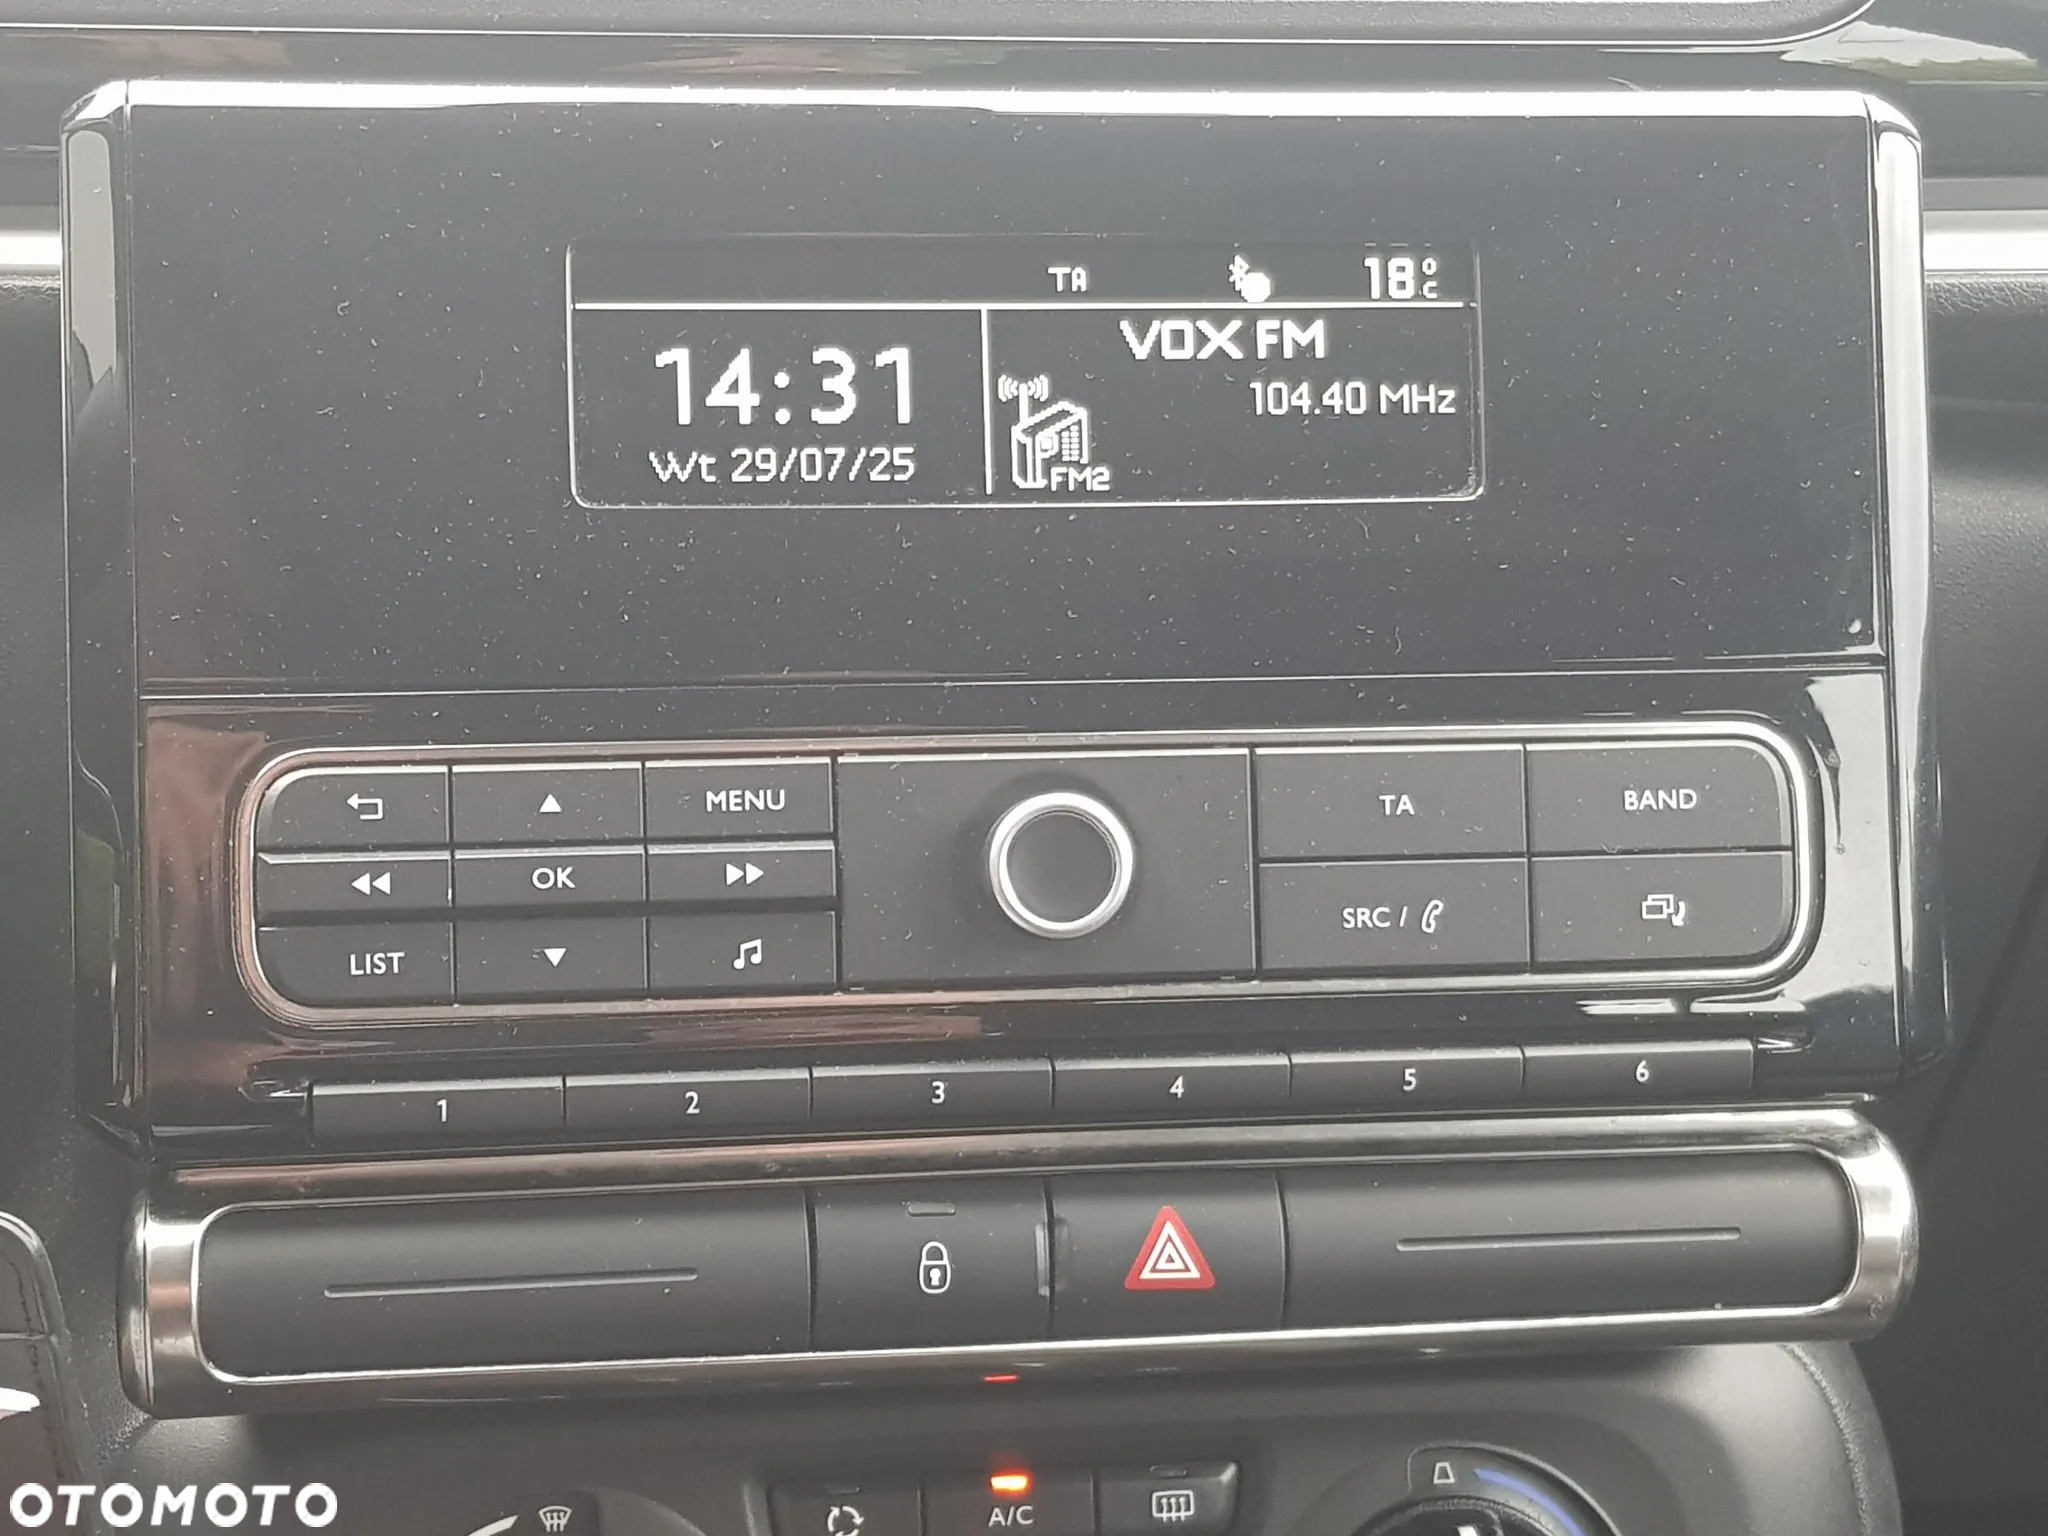 TA 18°C
14:31
Wt 29/07/25
VOX FM
104.40 MHz
FM2
MENU
TA
BAND
OK
SRC /
LIST
1 2 3 4 5 6
A/C
OTOMOTO